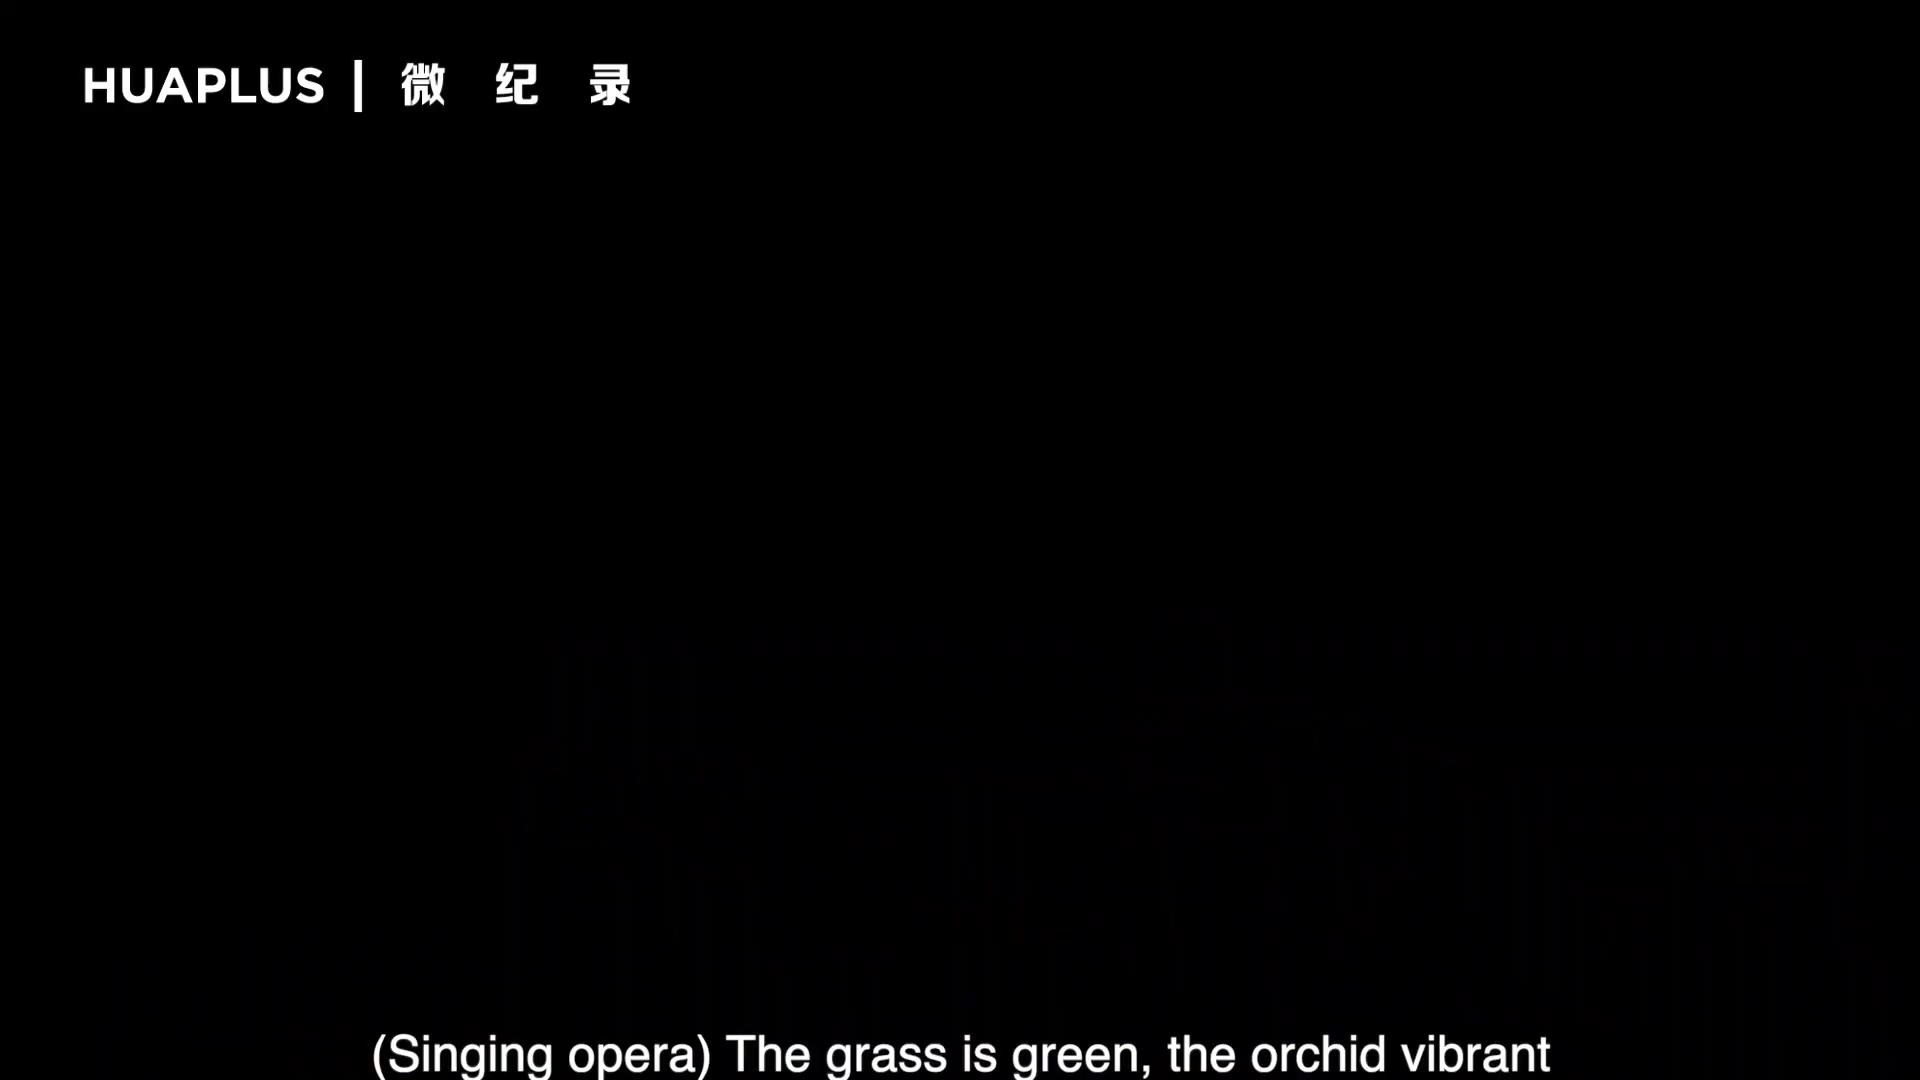 HUAPLUS | 微纪录
(Singing opera) The grass is green, the orchid vibrant